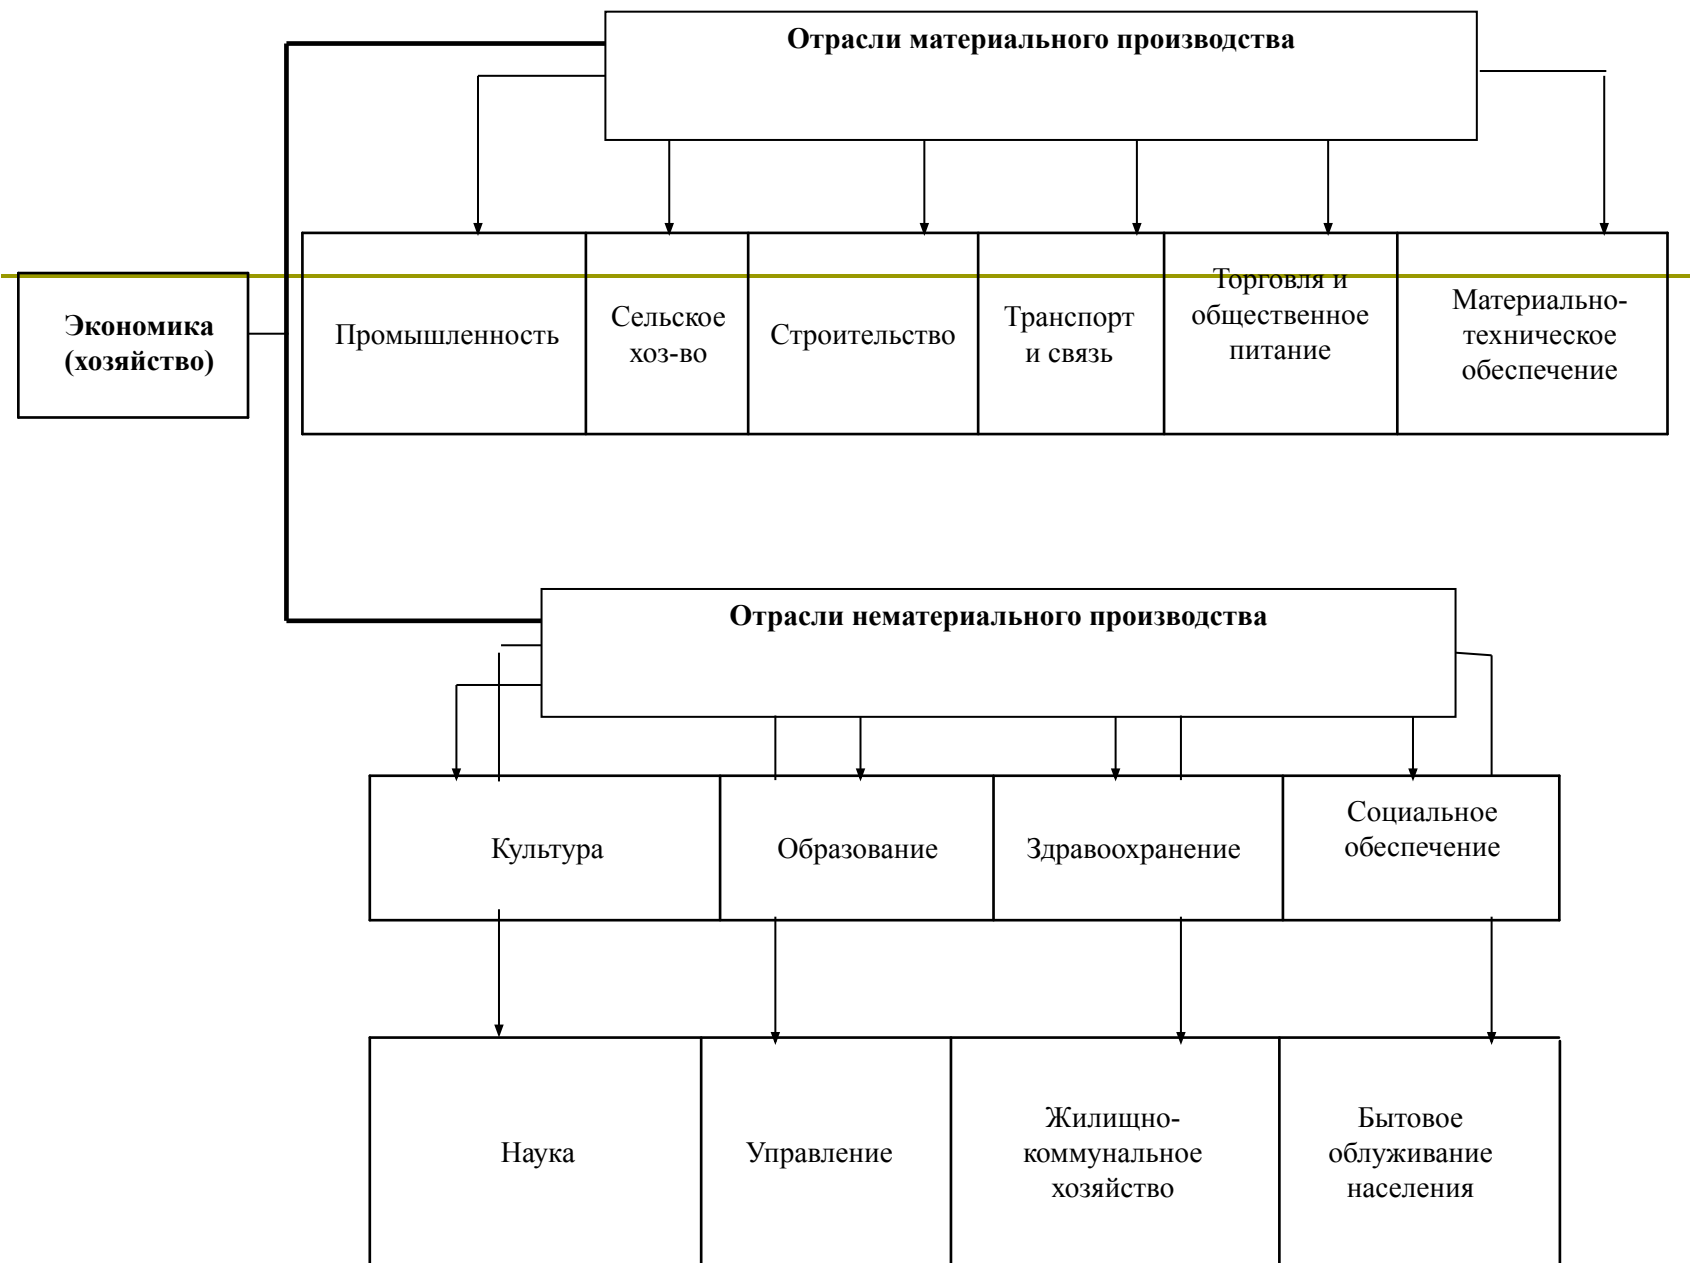 Отрасли материального производства
Экономика
(хозяйство)
Промышленность
Сельское
хоз-во
Строительство
Транспорт
и связь
Торговля и
общественное
питание
Материально-
техническое
обеспечение
Отрасли нематериального производства
Культура
Образование
Здравоохранение
Социальное
обеспечение
Наука
Управление
Жилищно-
коммунальное
хозяйство
Бытовое
облуживание
населения